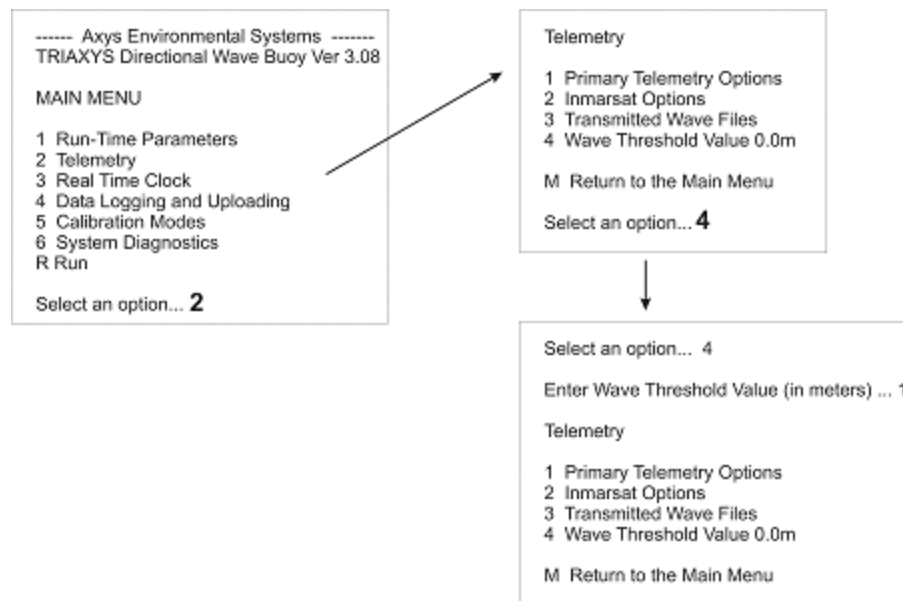 ------ Axys Environmental Systems -------
TRIAXYS Directional Wave Buoy Ver 3.08
MAIN MENU
1 Run-Time Parameters
2 Telemetry
3 Real Time Clock
4 Data Logging and Uploading
5 Calibration Modes
6 System Diagnostics
R Run
Select an option... 2
Telemetry
1 Primary Telemetry Options
2 Inmarsat Options
3 Transmitted Wave Files
4 Wave Threshold Value 0.0m
M Return to the Main Menu
Select an option... 4
Select an option... 4
Enter Wave Threshold Value (in meters) ... 1
Telemetry
1 Primary Telemetry Options
2 Inmarsat Options
3 Transmitted Wave Files
4 Wave Threshold Value 0.0m
M Return to the Main Menu